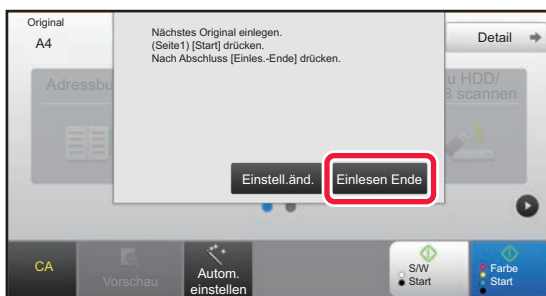 Original
A4
Nächstes Original einlegen.
(Seite1) [Start] drücken.
Nach Abschluss [Einles.-Ende] drücken.
Detail
Adressbu
u HDD/
B scannen
Einstell.änd.
Einlesen Ende
CA
Vorschau
Autom.
einstellen
S/W
Start
Farbe
Start